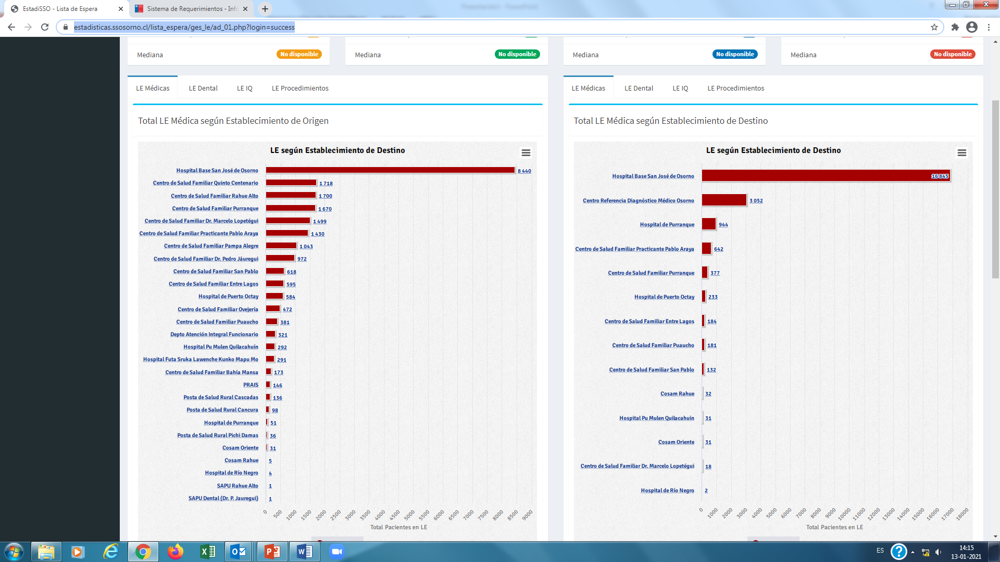 EstadiSSO - Lista de Espera
Sistema de Requerimientos - Info
estadisticas.ssosorno.cl/lista_espera/ges_le/ad_01.php?login=success
Mediana No disponible
Mediana No disponible
Mediana No disponible
Mediana No disponible
LE Médicas LE Dental LE IQ LE Procedimientos
Total LE Médica según Establecimiento de Origen
LE según Establecimiento de Destino
Hospital Base San José de Osorno 8 440
Centro de Salud Familiar Quinto Centenario 1 718
Centro de Salud Familiar Rahue Alto 1 700
Centro de Salud Familiar Purranque 1 670
Centro de Salud Familiar Dr. Marcelo Lopetégui 1 499
Centro de Salud Familiar Practicante Pablo Araya 1 430
Centro de Salud Familiar Pampa Alegre 1 043
Centro de Salud Familiar Dr. Pedro Jáuregui 972
Centro de Salud Familiar San Pablo 618
Centro de Salud Familiar Entre Lagos 595
Hospital de Puerto Octay 584
Centro de Salud Familiar Ovejería 472
Centro de Salud Familiar Puaucho 381
Depto Atención Integral Funcionario 321
Hospital Pu Mulen Quilacahuín 292
Hospital Futa Sruka Lawenche Kunko Mapu Mo 291
Centro de Salud Familiar Bahía Mansa 173
PRAIS 146
Posta de Salud Rural Cascadas 136
Posta de Salud Rural Cancura 98
Hospital de Purranque 51
Posta de Salud Rural Pichi Damas 36
Cosam Oriente 31
Cosam Rahue 5
Hospital de Río Negro 4
SAPU Rahue Alto 1
SAPU Dental (Dr. P. Jauregui) 1
0 500 1000 1500 2000 2500 3000 3500 4000 4500 5000 5500 6000 6500 7000 7500 8000 8500 9000
Total Pacientes en LE
LE Médicas LE Dental LE IQ LE Procedimientos
Total LE Médica según Establecimiento de Destino
LE según Establecimiento de Destino
Hospital Base San José de Osorno 16 845
Centro Referencia Diagnóstico Médico Osorno 3 052
Hospital de Purranque 944
Centro de Salud Familiar Practicante Pablo Araya 642
Centro de Salud Familiar Purranque 377
Hospital de Puerto Octay 233
Centro de Salud Familiar Entre Lagos 184
Centro de Salud Familiar Puaucho 181
Centro de Salud Familiar San Pablo 132
Cosam Rahue 32
Hospital Pu Mulen Quilacahuín 31
Cosam Oriente 31
Centro de Salud Familiar Dr. Marcelo Lopetégui 18
Hospital de Río Negro 2
0 1000 2000 3000 4000 5000 6000 7000 8000 9000 10000 11000 12000 13000 14000 15000 16000 17000 18000
Total Pacientes en LE
ES
14:15
13-01-2021